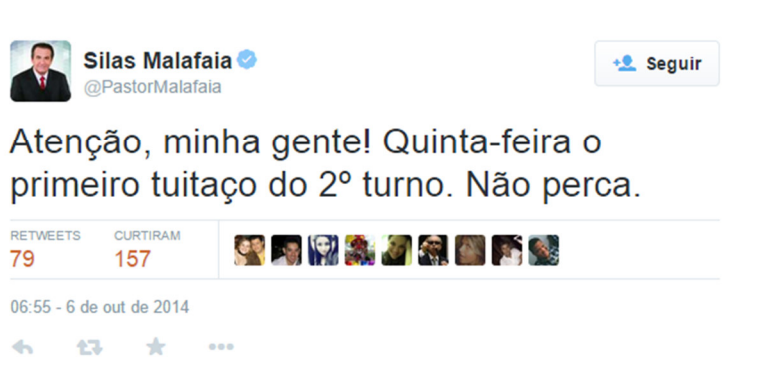 Silas Malafaia
@PastorMalafaia
Seguir
Atenção, minha gente! Quinta-feira o
primeiro tuitaço do 2º turno. Não perca.
RETWEETS
79
CURTIRAM
157
06:55 - 6 de out de 2014